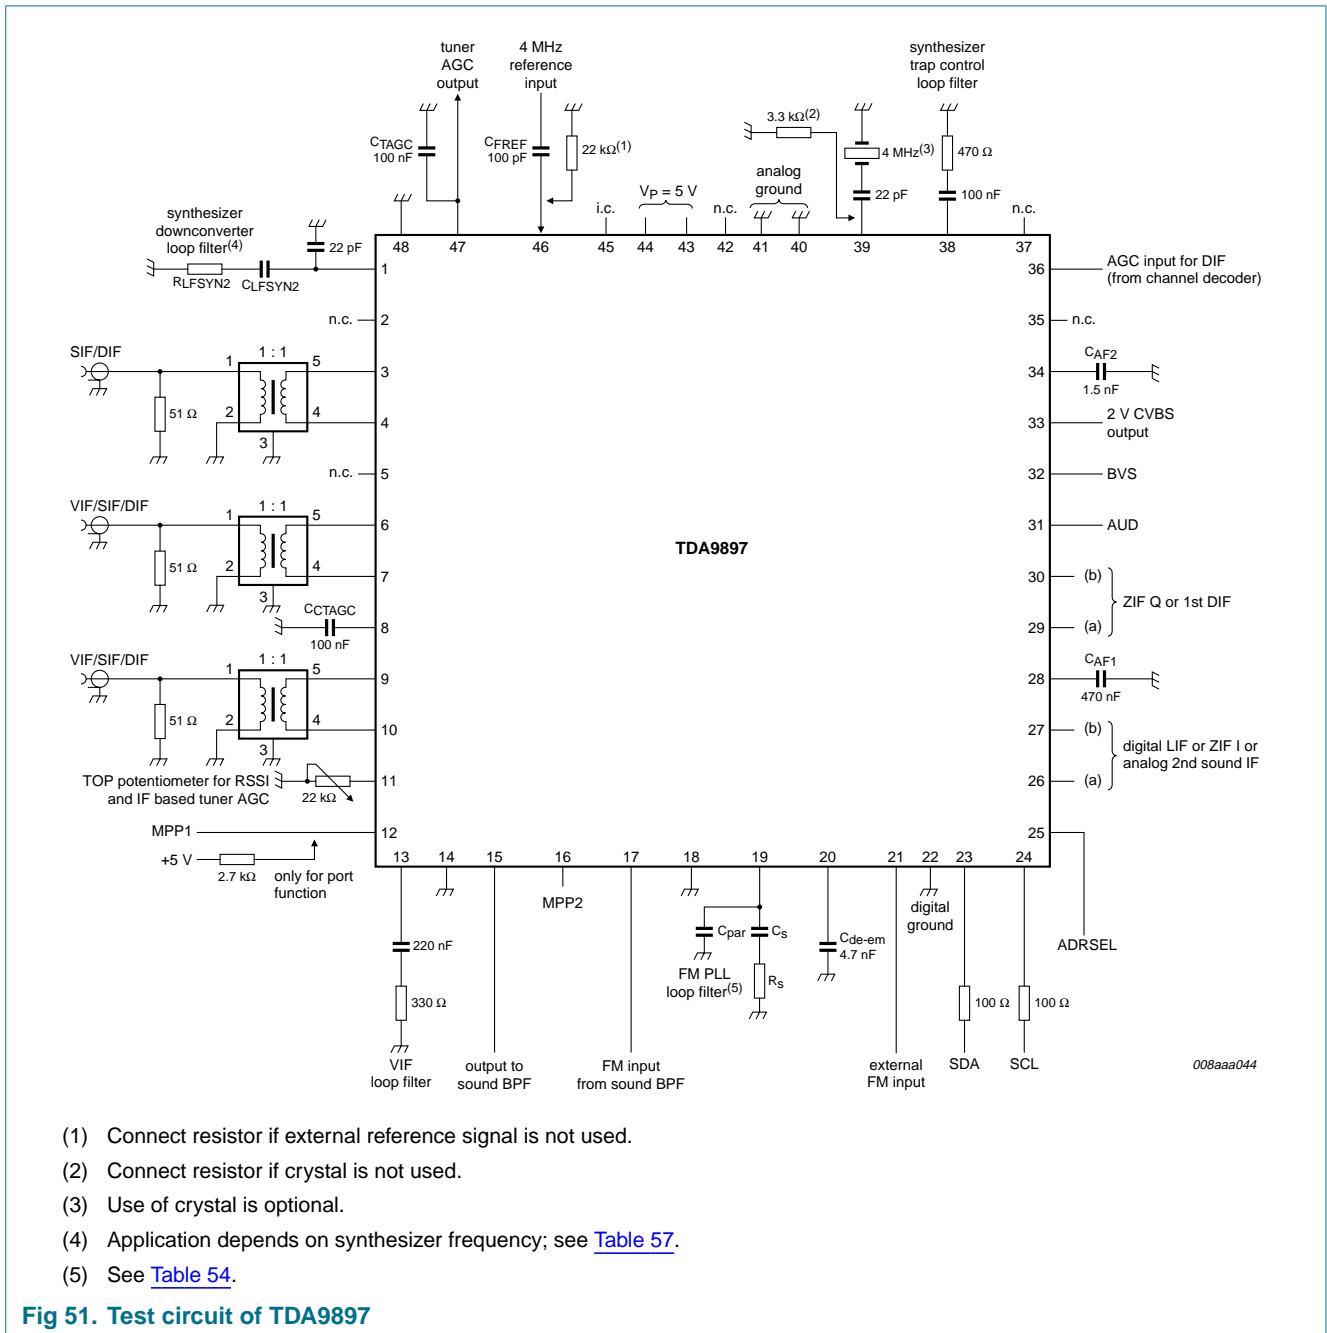 tuner
AGC
output
4 MHz
reference
input
synthesizer
trap control
loop filter
CTAGC
100 nF
CFREF
100 pF
22 kΩ(1)
3.3 kΩ(2)
4 MHz(3)
470 Ω
analog
ground
22 pF
100 nF
VP = 5 V
i.c.
n.c.
n.c.
synthesizer
downconverter
loop filter(4)
22 pF
RLFSYN2
CLFSYN2
48
47
46
45
44
43
42
41
40
39
38
37
1
36
AGC input for DIF
(from channel decoder)
n.c.
2
35
n.c.
SIF/DIF
1 : 1
1
5
3
51 Ω
2
4
4
3
34
CAF2
1.5 nF
33
2 V CVBS
output
n.c.
5
32
BVS
VIF/SIF/DIF
1 : 1
1
5
6
51 Ω
2
4
7
3
31
AUD
TDA9897
30
(b)
ZIF Q or 1st DIF
29
(a)
CCTAGC
100 nF
8
VIF/SIF/DIF
1 : 1
1
5
9
51 Ω
2
4
10
3
28
CAF1
470 nF
27
(b)
digital LIF or ZIF I or
analog 2nd sound IF
26
(a)
TOP potentiometer for RSSI
and IF based tuner AGC
22 kΩ
11
MPP1
12
25
+5 V
2.7 kΩ
only for port
function
13
14
15
16
17
18
19
20
21
22
23
24
MPP2
digital
ground
ADRSEL
220 nF
330 Ω
VIF
loop filter
output to
sound BPF
FM input
from sound BPF
Cpar
Cs
FM PLL
loop filter(5)
Rs
Cde-em
4.7 nF
external
FM input
100 Ω
100 Ω
SDA
SCL
008aaa044
(1) Connect resistor if external reference signal is not used.
(2) Connect resistor if crystal is not used.
(3) Use of crystal is optional.
(4) Application depends on synthesizer frequency; see Table 57.
(5) See Table 54.
Fig 51. Test circuit of TDA9897